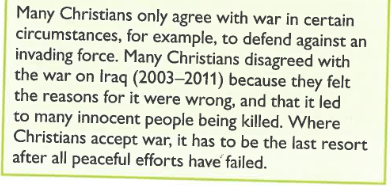 Many Christians only agree with war in certain
circumstances, for example, to defend against an
invading force. Many Christians disagreed with
the war on Iraq (2003–2011) because they felt
the reasons for it were wrong, and that it led
to many innocent people being killed. Where
Christians accept war, it has to be the last resort
after all peaceful efforts have failed.